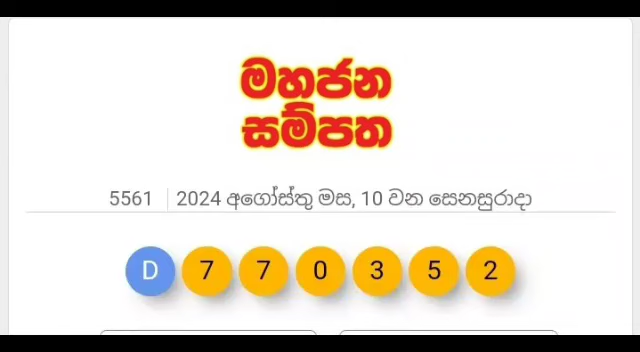 මහජන
සම්පත
5561 2024 අගෝස්තු මස, 10 වන සෙනසුරාදා
D 7 7 0 3 5 2